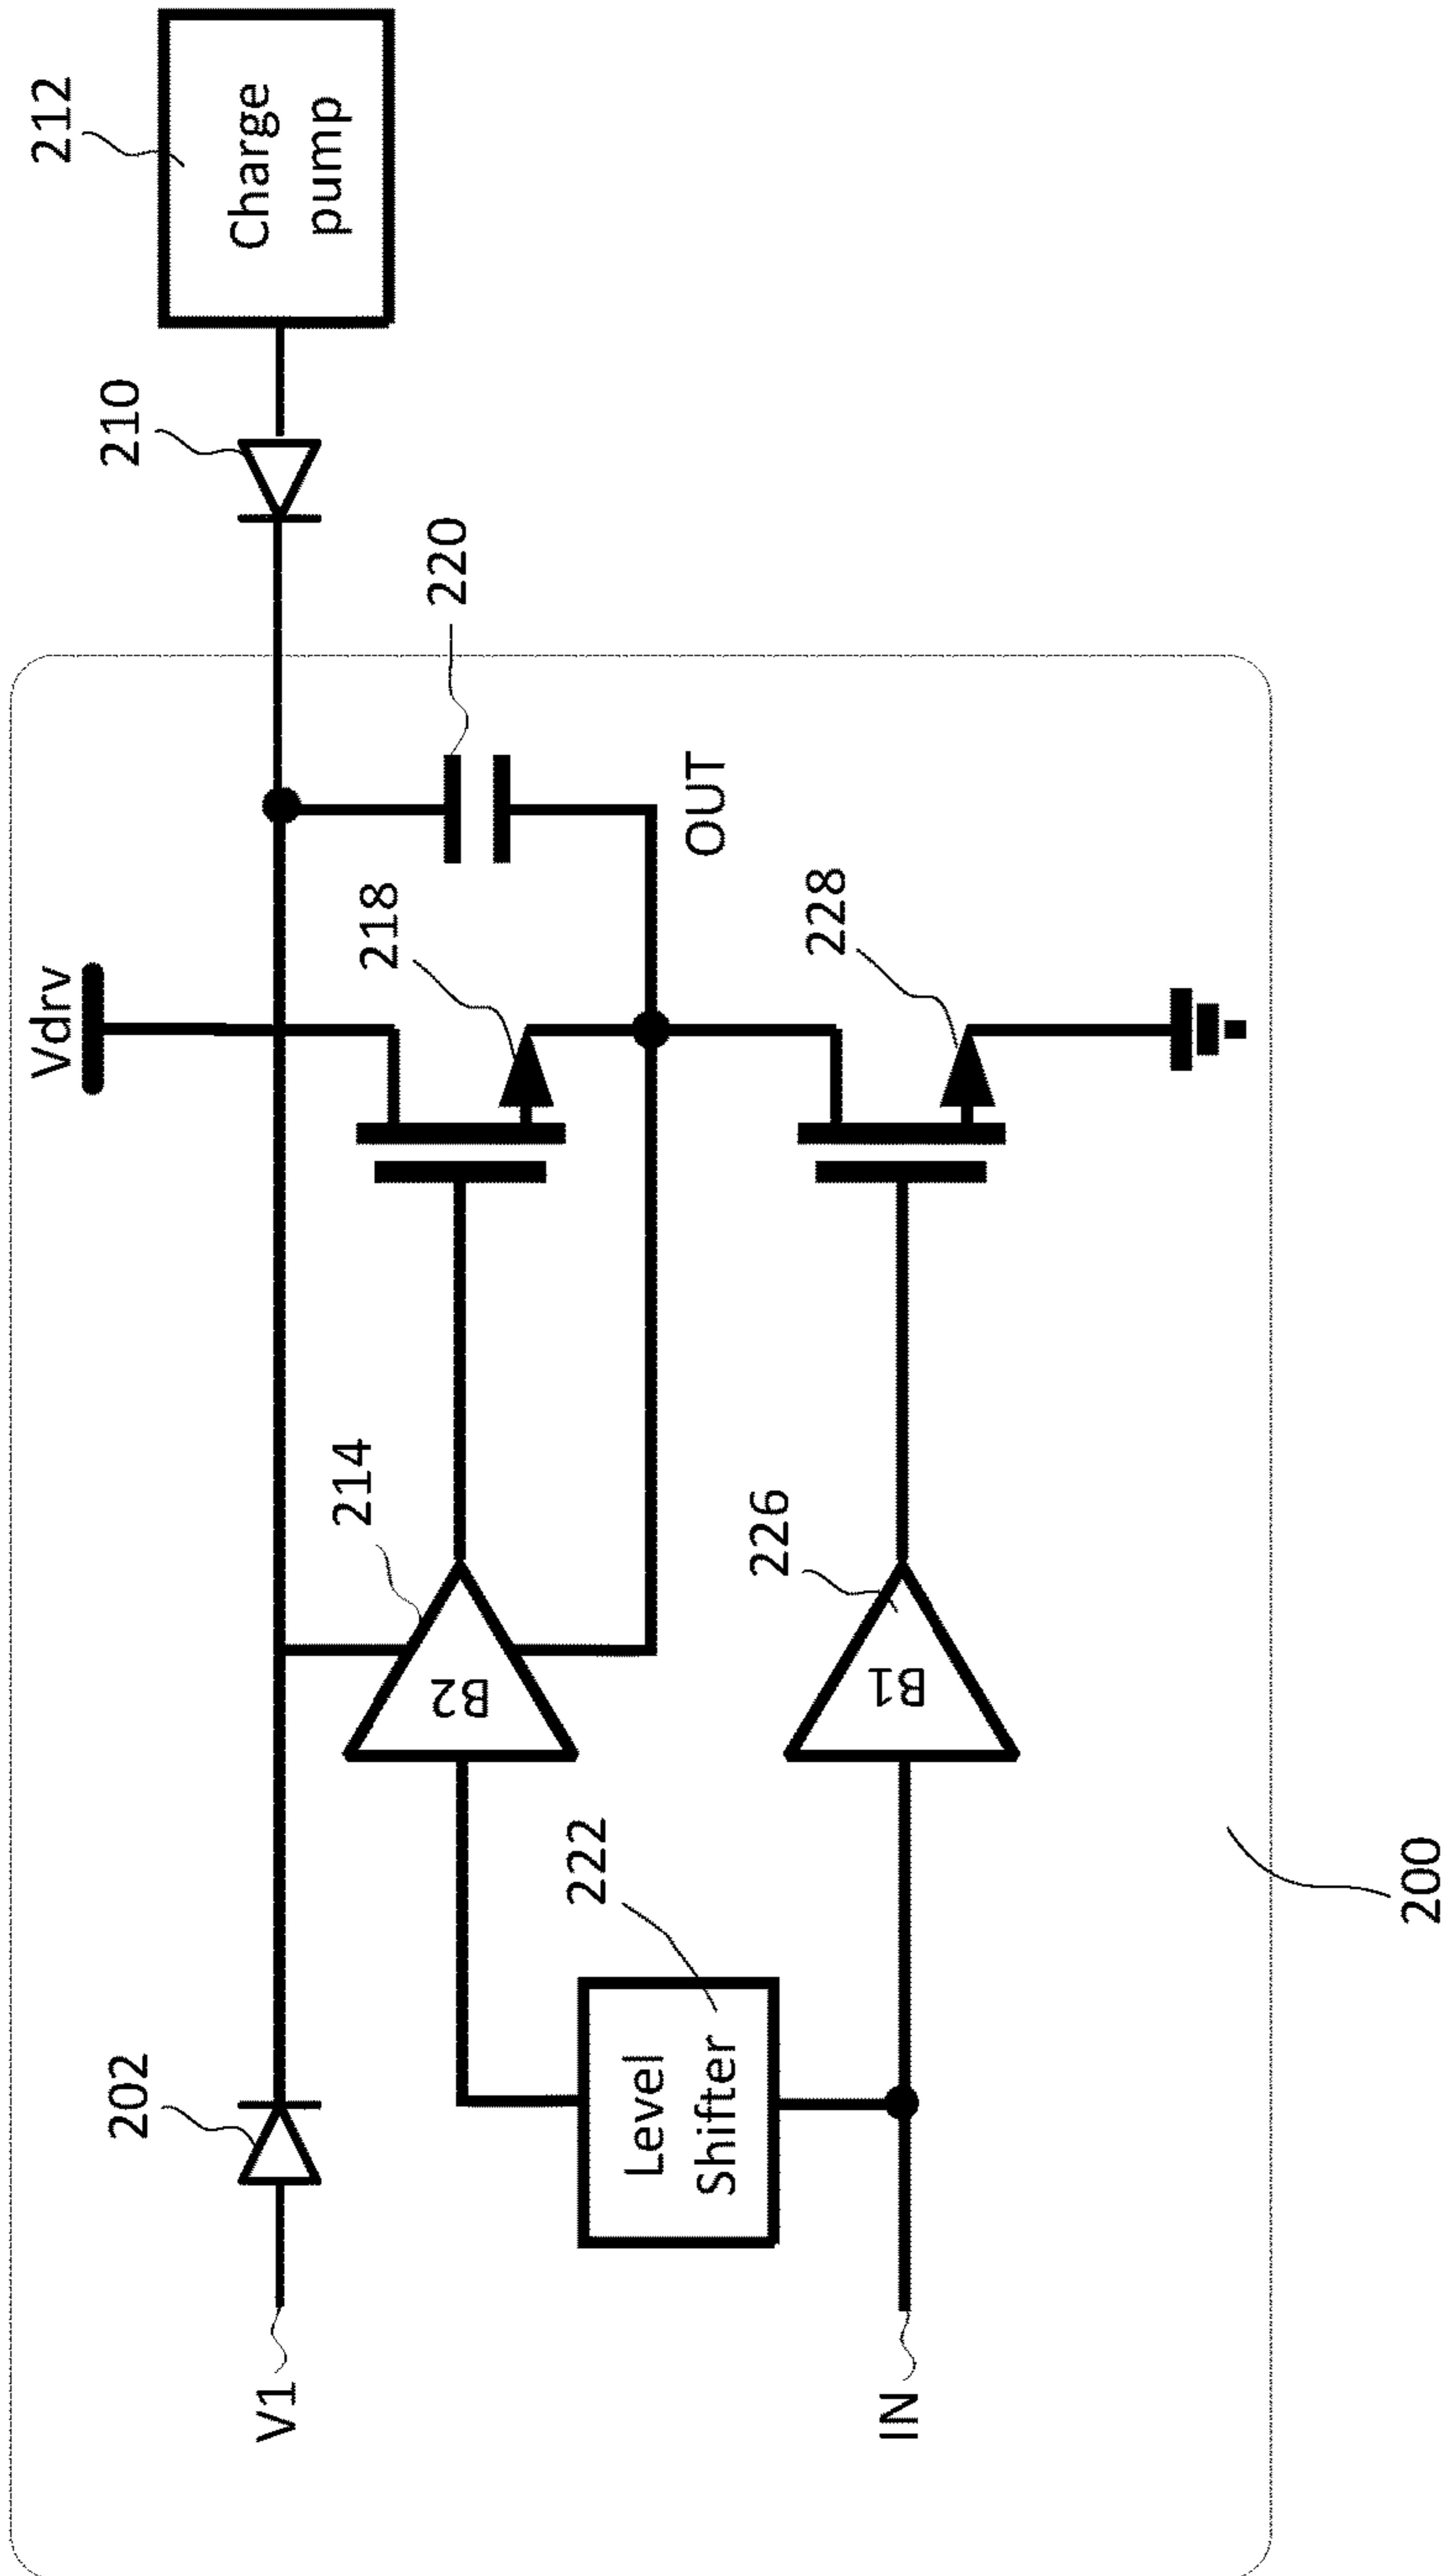 Vdrv
212
Charge
pump
210
220
202
V1
214
B2
218
OUT
222
Level
Shifter
226
B1
228
IN
200